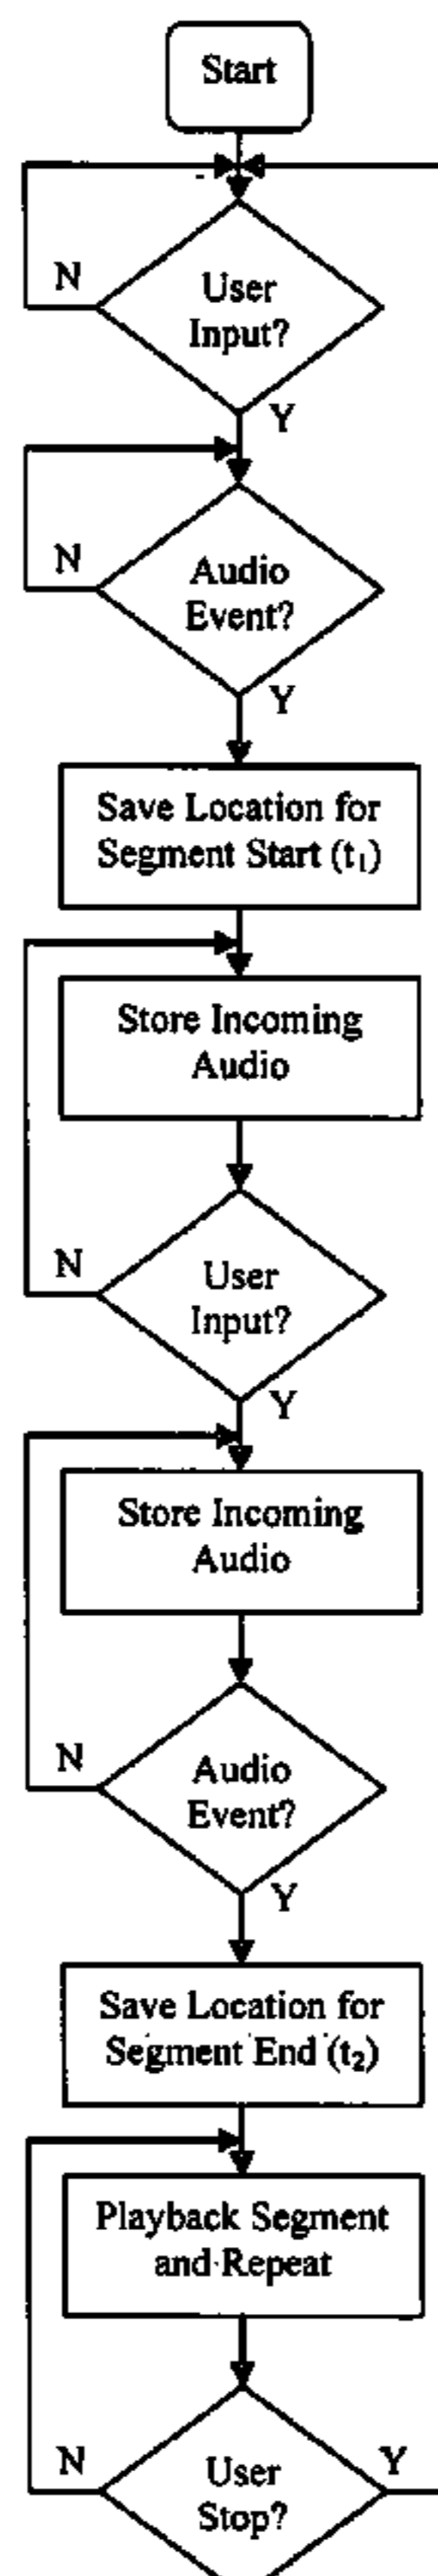 Start
N
User
Input?
Y
N
Audio
Event?
Y
Save Location for
Segment Start (t₁)
Store Incoming
Audio
N
User
Input?
Y
Store Incoming
Audio
N
Audio
Event?
Y
Save Location for
Segment End (t₂)
Playback Segment
and Repeat
N
User
Stop?
Y